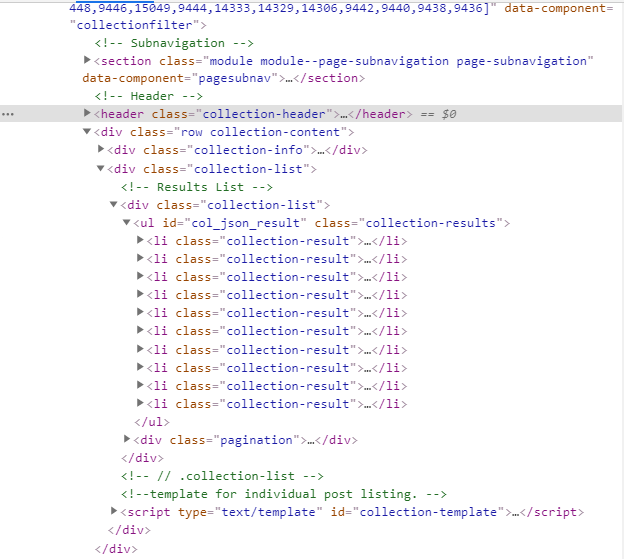 448,9446,15049,9444,14333,14329,14306,9442,9440,9438,9436]" data-component=
"collectionfilter">
<!-- Subnavigation -->
<section class="module module--page-subnavigation page-subnavigation"
data-component="pagesubnav">…</section>
<!-- Header -->
<header class="collection-header">…</header> == $0
<div class="row collection-content">
<div class="collection-info">…</div>
<div class="collection-list">
<!-- Results List -->
<div class="collection-list">
<ul id="col_json_result" class="collection-results">
<li class="collection-result">…</li>
<li class="collection-result">…</li>
<li class="collection-result">…</li>
<li class="collection-result">…</li>
<li class="collection-result">…</li>
<li class="collection-result">…</li>
<li class="collection-result">…</li>
<li class="collection-result">…</li>
<li class="collection-result">…</li>
<li class="collection-result">…</li>
</ul>
<div class="pagination">…</div>
</div>
<!-- // .collection-list -->
<!--template for individual post listing. -->
<script type="text/template" id="collection-template">…</script>
</div>
</div>